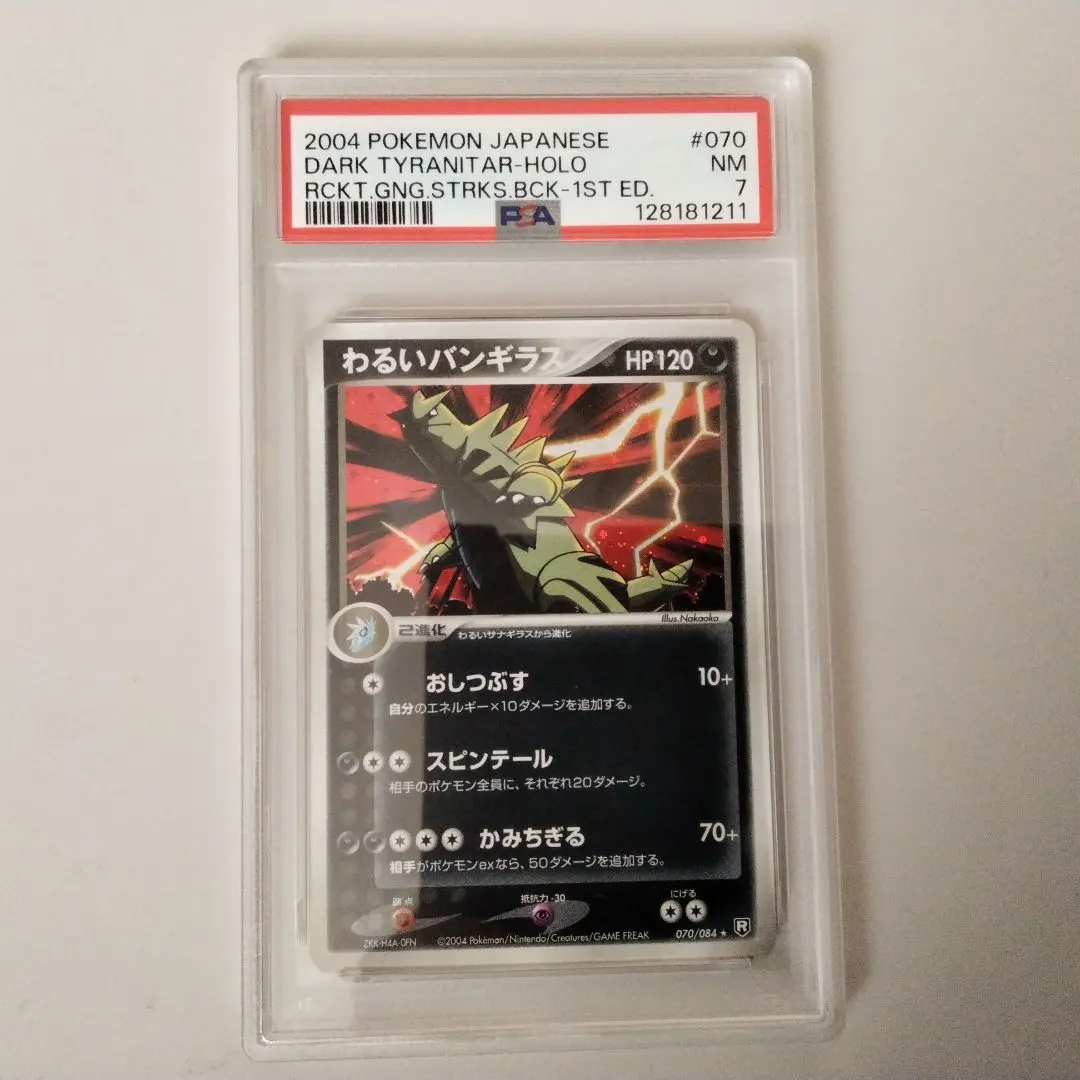 2004 POKEMON JAPANESE #070
DARK TYRANITAR-HOLO NM
RCKT.GNG.STRKS.BCK-1ST ED. 7
PSA 128181211
わるいバンギラス HP120
Illus.Nakaoka
2進化 わるいサナギラスから進化
おしつぶす 10+
自分のエネルギー×10ダメージを追加する。
スピンテール
相手のポケモン全員に、それぞれ20ダメージ。
かみちぎる 70+
相手がポケモンexなら、50ダメージを追加する。
弱点 抵抗力 -30 にげる
ZKK-H4A-0FN ©2004 Pokémon/Nintendo/Creatures/GAME FREAK 070/084 ★ R